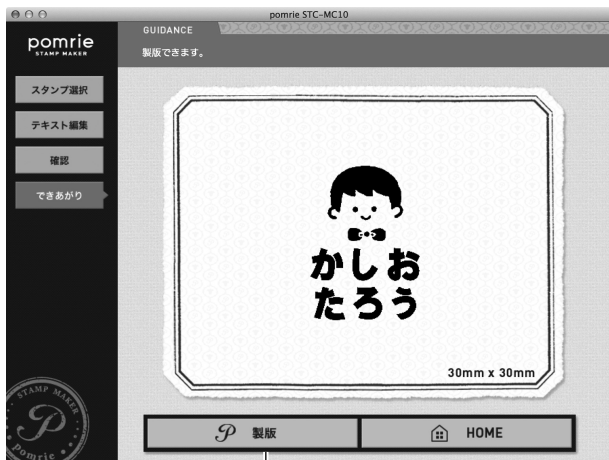 pomrie STC-MC10
pomrie
STAMP MAKER
GUIDANCE
製版できます。
スタンプ選択
テキスト編集
確認
できあがり
かしお
たろう
30mm x 30mm
STAMP MAKER
P
pomrie
P 製版
HOME